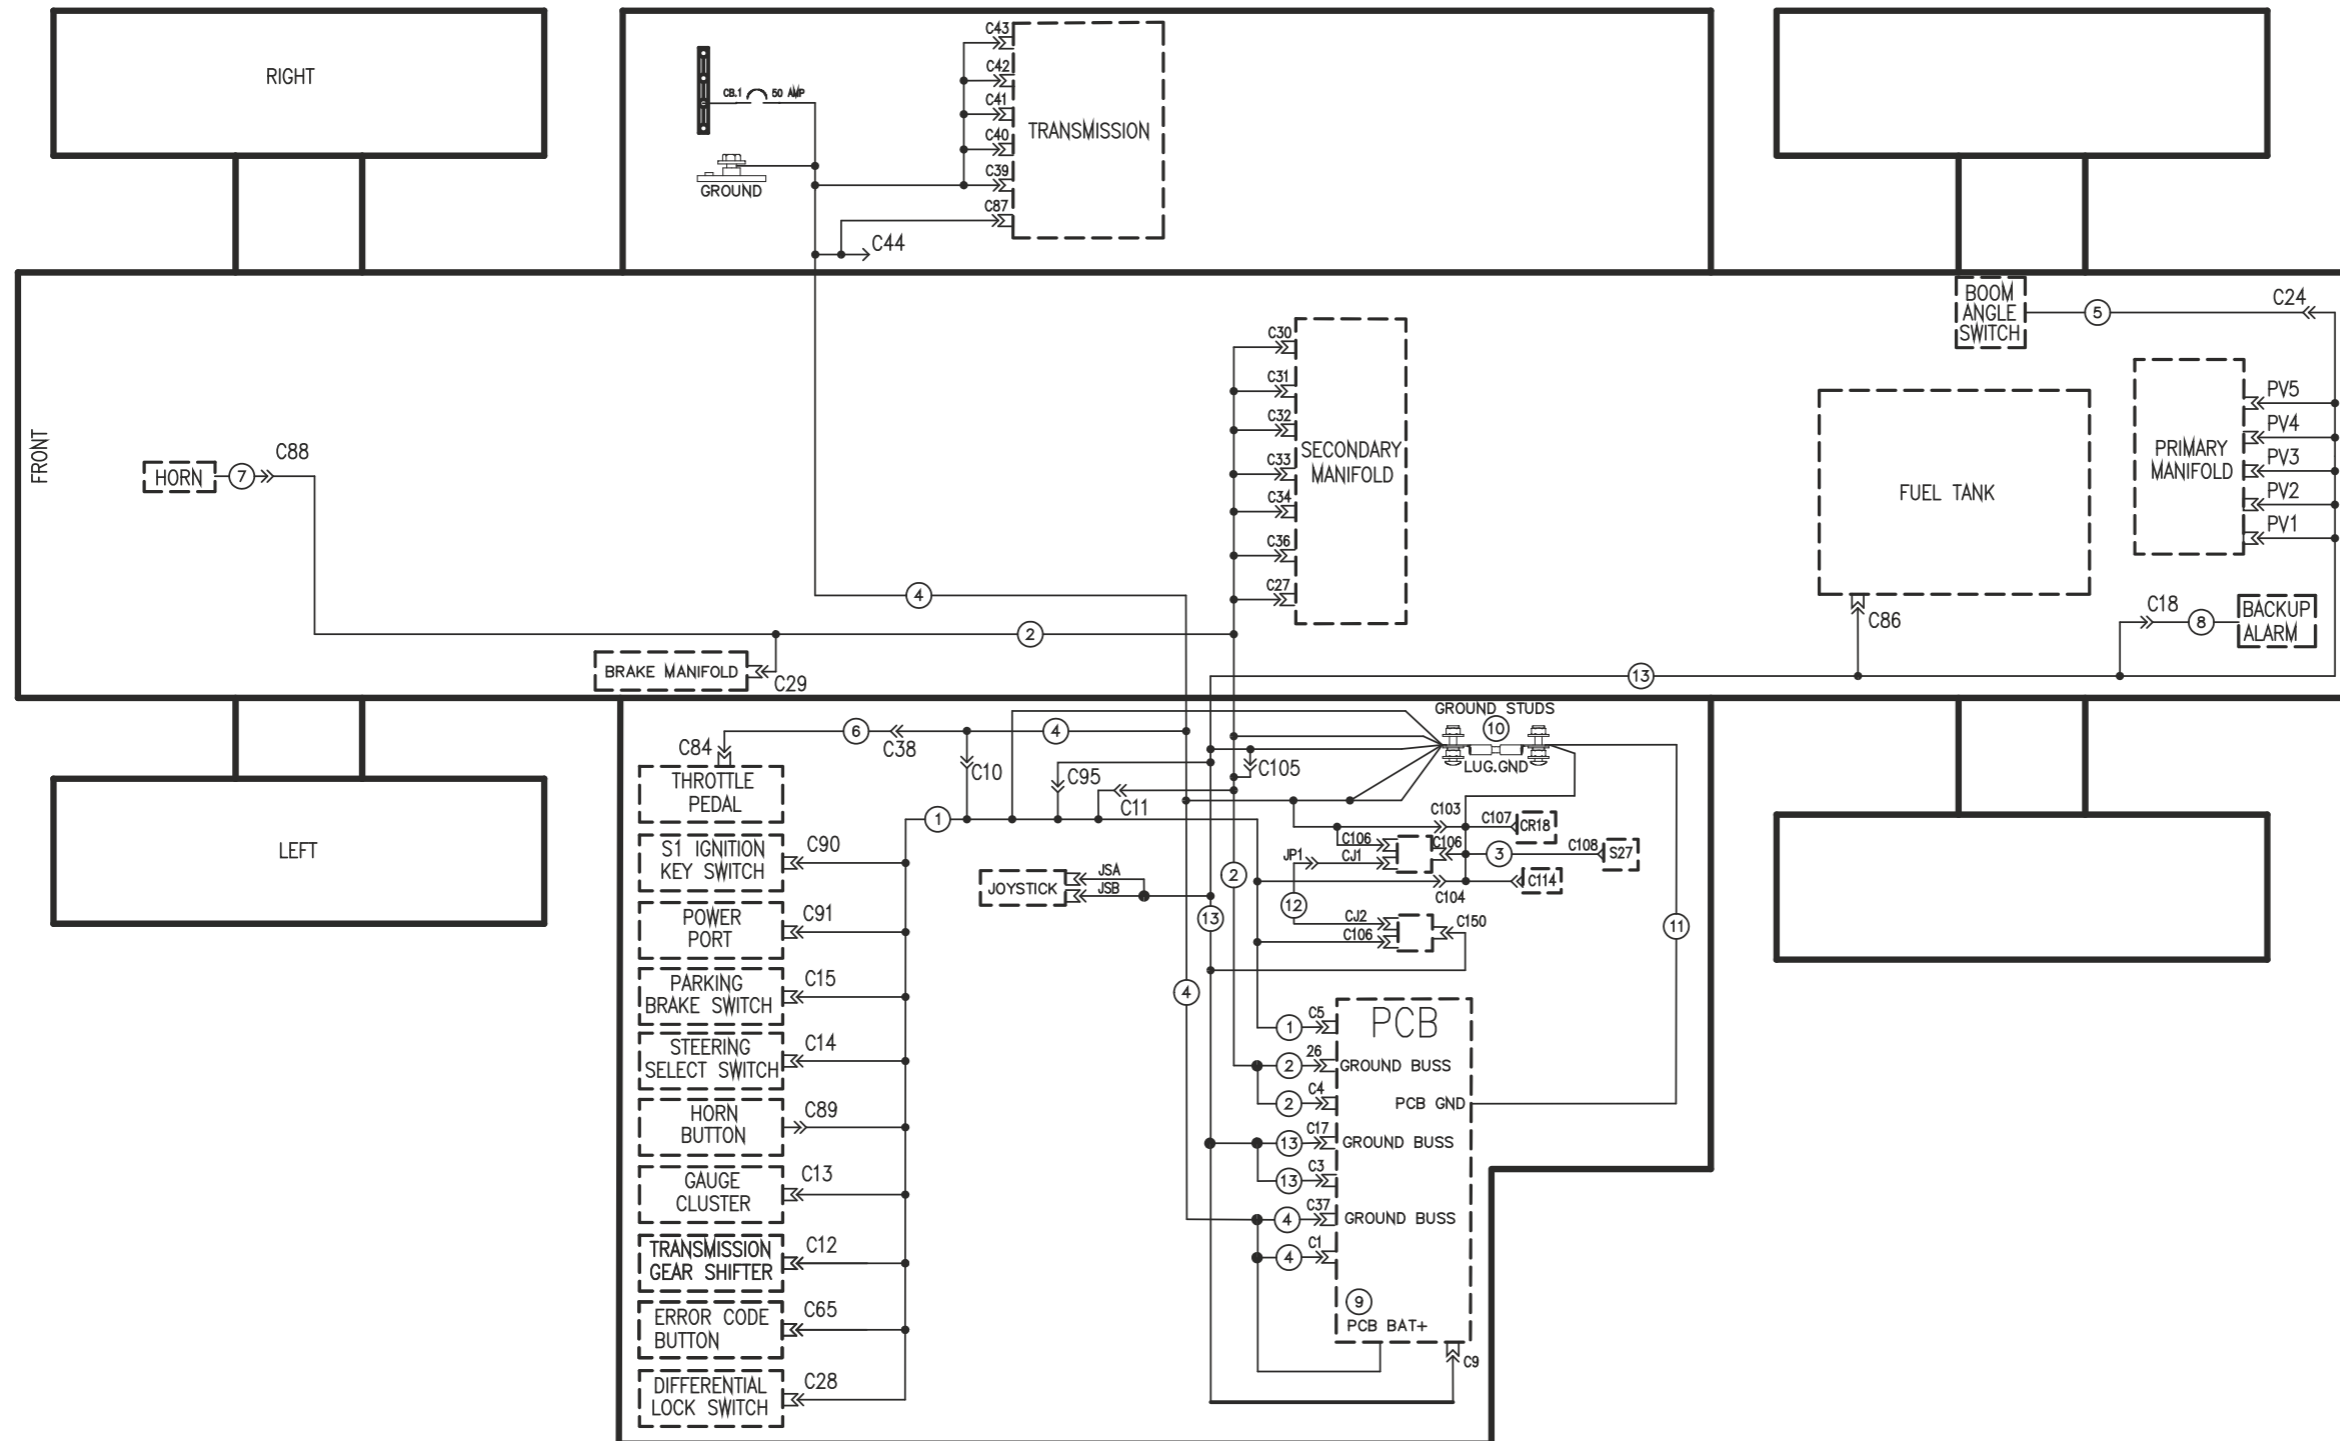 RIGHT
CB.1 50 AMP
GROUND
C43
C42
C41
C40
C39
C87
TRANSMISSION
C44
FRONT
HORN
7
C88
C30
C31
C32
C33
C34
C36
C27
SECONDARY
MANIFOLD
BOOM
ANGLE
SWITCH
5
C24
FUEL TANK
PRIMARY
MANIFOLD
PV5
PV4
PV3
PV2
PV1
4
2
BRAKE MANIFOLD
C29
C86
C18
8
BACKUP
ALARM
13
LEFT
C84
6
C38
4
C10
C95
C11
C105
GROUND STUDS
10
LUG.GND
THROTTLE
PEDAL
1
S1 IGNITION
KEY SWITCH
C90
POWER
PORT
C91
PARKING
BRAKE SWITCH
C15
STEERING
SELECT SWITCH
C14
HORN
BUTTON
C89
GAUGE
CLUSTER
C13
TRANSMISSION
GEAR SHIFTER
C12
ERROR CODE
BUTTON
C65
DIFFERENTIAL
LOCK SWITCH
C28
JOYSTICK
JSA
JSB
C103
C107
CR18
C106
C106
JP1
CJ1
3
C108
S27
C104
C114
2
12
13
CJ2
C106
C150
11
4
PCB
1
C5
2
26
GROUND BUSS
2
C4
PCB GND
13
C17
GROUND BUSS
13
C3
4
C37
GROUND BUSS
4
C1
9
PCB BAT+
C9